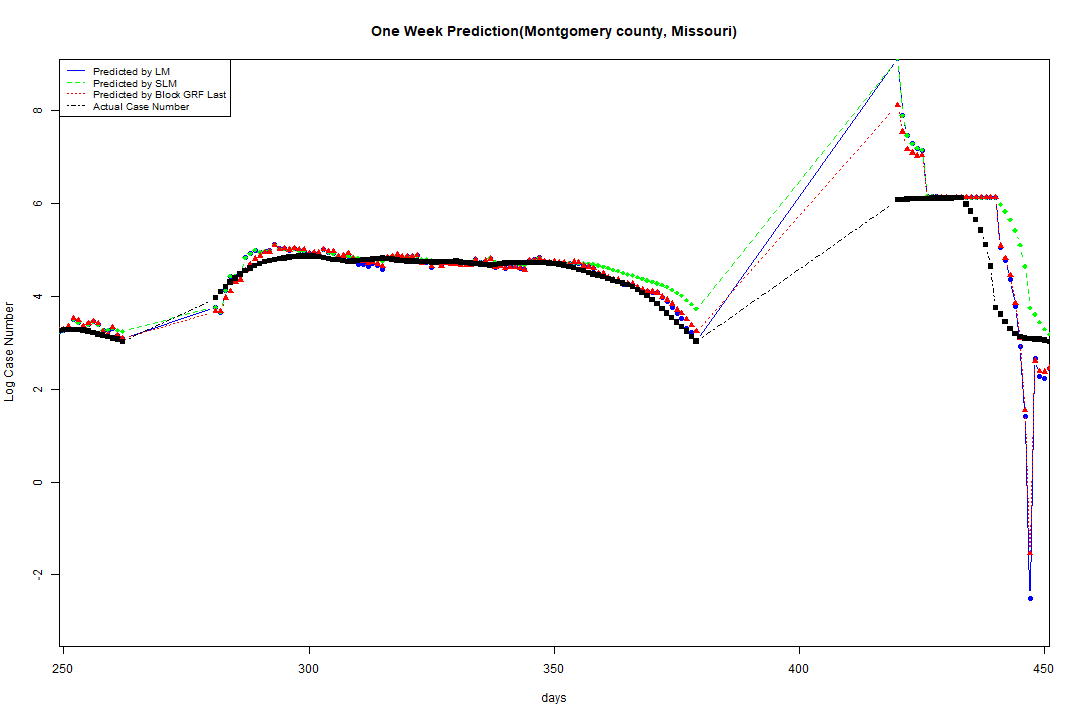 One Week Prediction(Montgomery county, Missouri)
Predicted by LM
Predicted by SLM
Predicted by Block GRF Last
Actual Case Number
Log Case Number
8
6
4
2
0
-2
250
300
350
400
450
days